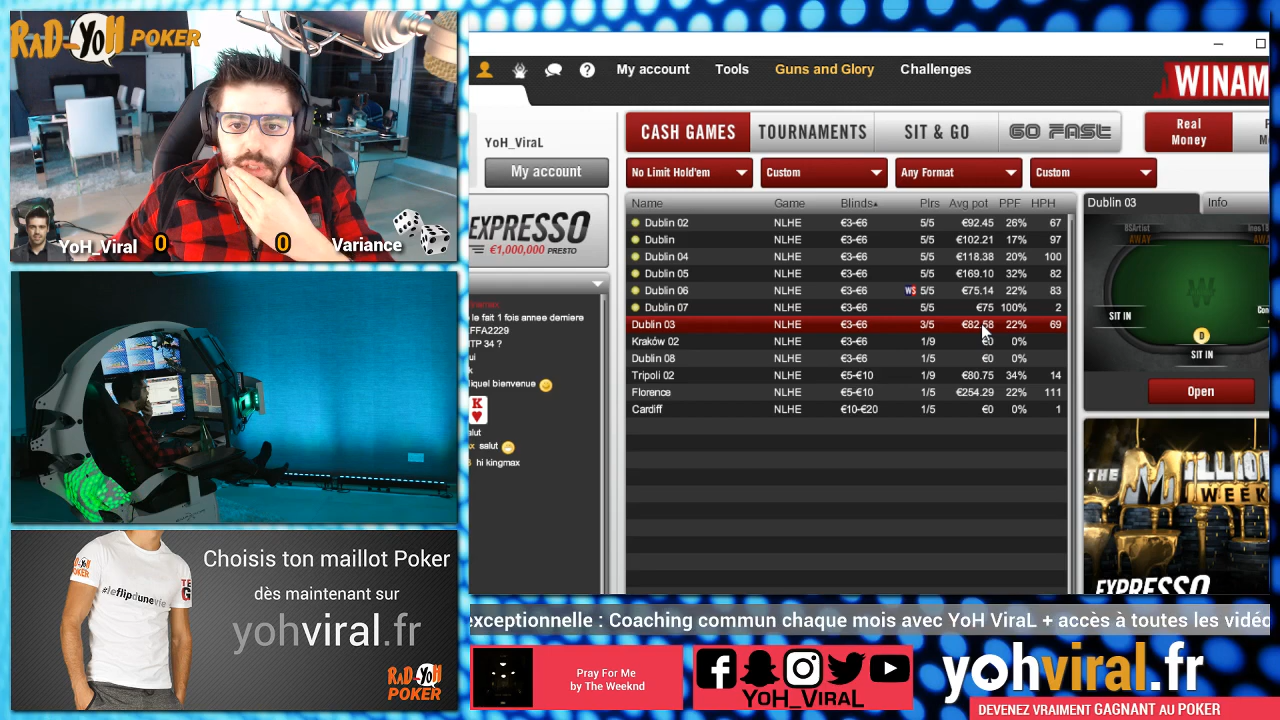 RaD-YoH POKER
YoH_Viral
0
0
Variance
Choisis ton maillot Poker
dès maintenant sur
yohviral.fr
#leflipdunevie
RaD-YoH
POKER
My account
Tools
Guns and Glory
Challenges
WINAM
YoH_ViraL
My account
CASH GAMES
TOURNAMENTS
SIT & GO
GO FAST
Real
Money
No Limit Hold'em
Custom
Any Format
Custom
EXPRESSO
€1,000,000 PRESTO
Name Game Blinds Plrs Avg pot PPF HPH
Dublin 02 NLHE €3-€6 5/5 €92.45 26% 67
Dublin NLHE €3-€6 5/5 €102.21 17% 97
Dublin 04 NLHE €3-€6 5/5 €118.38 20% 100
Dublin 05 NLHE €3-€6 5/5 €169.10 32% 82
Dublin 06 NLHE €3-€6 W$ 5/5 €75.14 22% 83
Dublin 07 NLHE €3-€6 5/5 €75 100% 2
Dublin 03 NLHE €3-€6 3/5 €82.58 22% 69
Kraków 02 NLHE €3-€6 1/9 €0 0%
Dublin 08 NLHE €3-€6 1/5 €0 0%
Tripoli 02 NLHE €5-€10 1/9 €80.75 34% 14
Florence NLHE €5-€10 1/5 €254.29 22% 111
Cardiff NLHE €10-€20 1/5 €0 0% 1
le fait 1 fois annee derniere
FFA2229
TP 34 ?
ui
k
liquel bienvenue
K
alut
x salut
hi kingmax
Dublin 03
Info
BSArtist
AWAY
AWAY
SIT IN
D
SIT IN
Open
THE MILLION
WEEK
EXPRESSO
exceptionnelle : Coaching commun chaque mois avec YoH ViraL + accès à toutes les vidéo
Pray For Me
by The Weeknd
YoH_ViraL
yohviral.fr
DEVENEZ VRAIMENT GAGNANT AU POKER